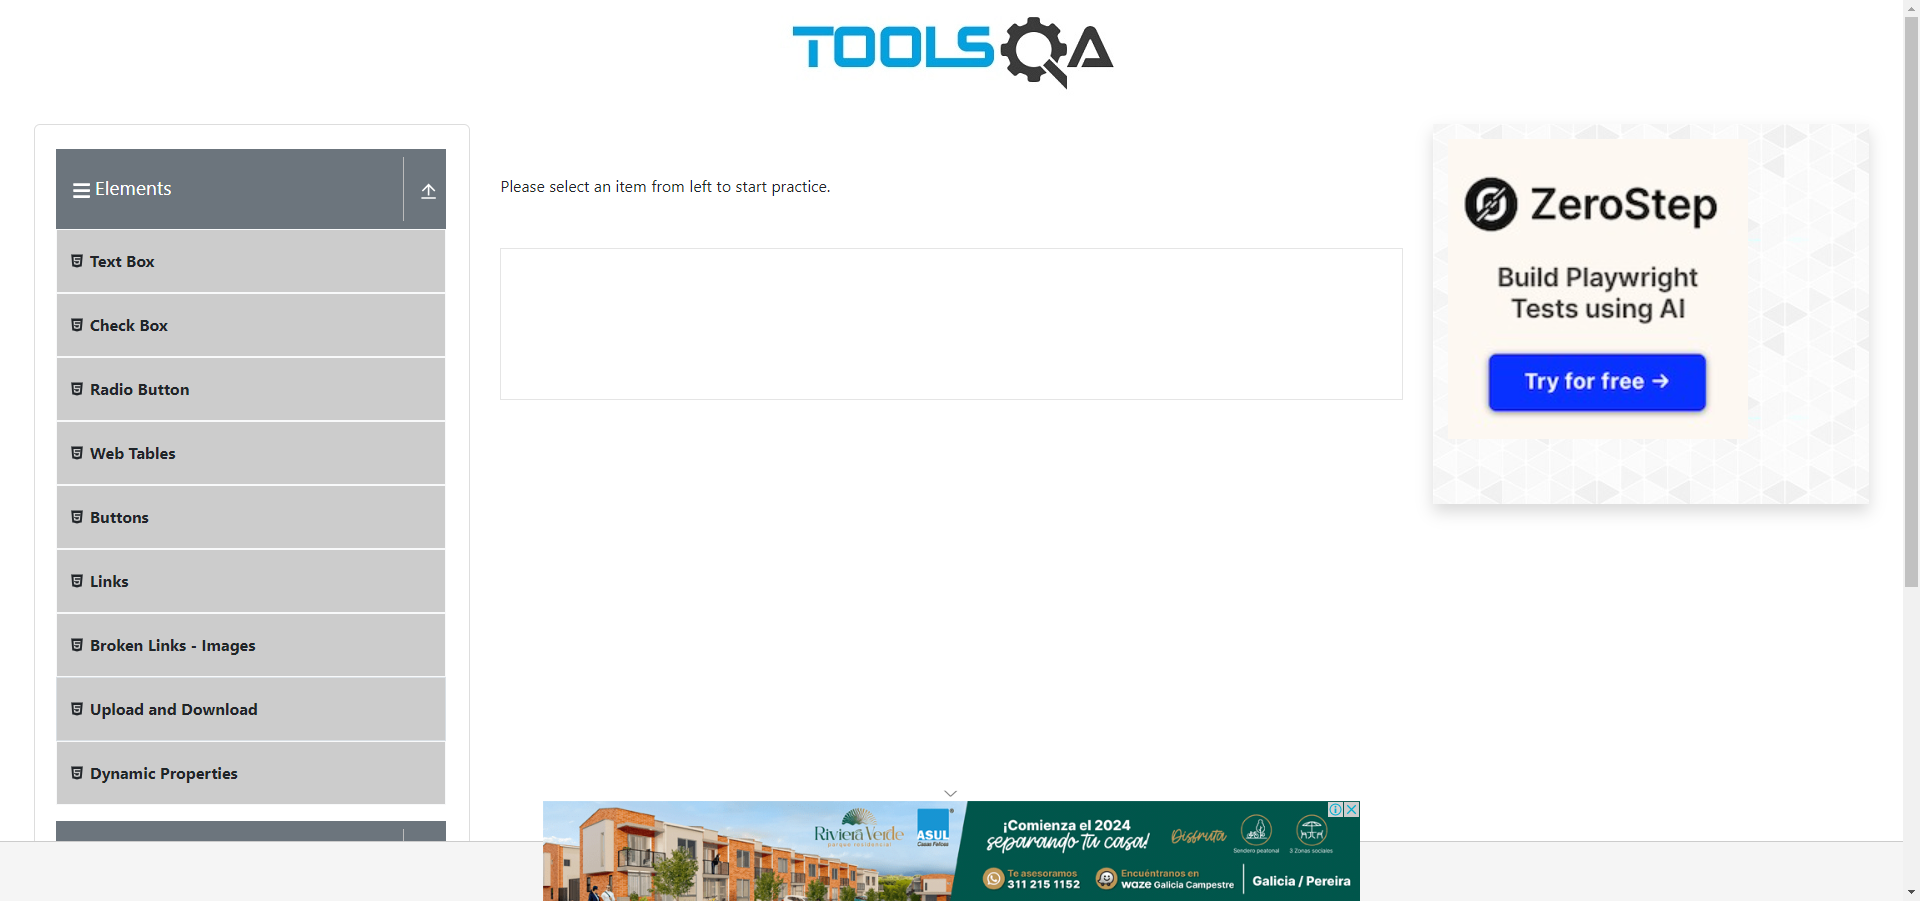 TOOLSQA
Elements
Text Box
Check Box
Radio Button
Web Tables
Buttons
Links
Broken Links - Images
Upload and Download
Dynamic Properties
Please select an item from left to start practice.
ZeroStep
Build Playwright
Tests using AI
Try for free →
Riviera Verde
parque residencial
ASUL
Casas Felices
¡Comienza el 2024
separando tu casa!
Disfruta
Sendero peatonal
3 Zonas sociales
Te asesoramos
311 215 1152
Encuéntranos en
waze Galicia Campestre
Galicia / Pereira